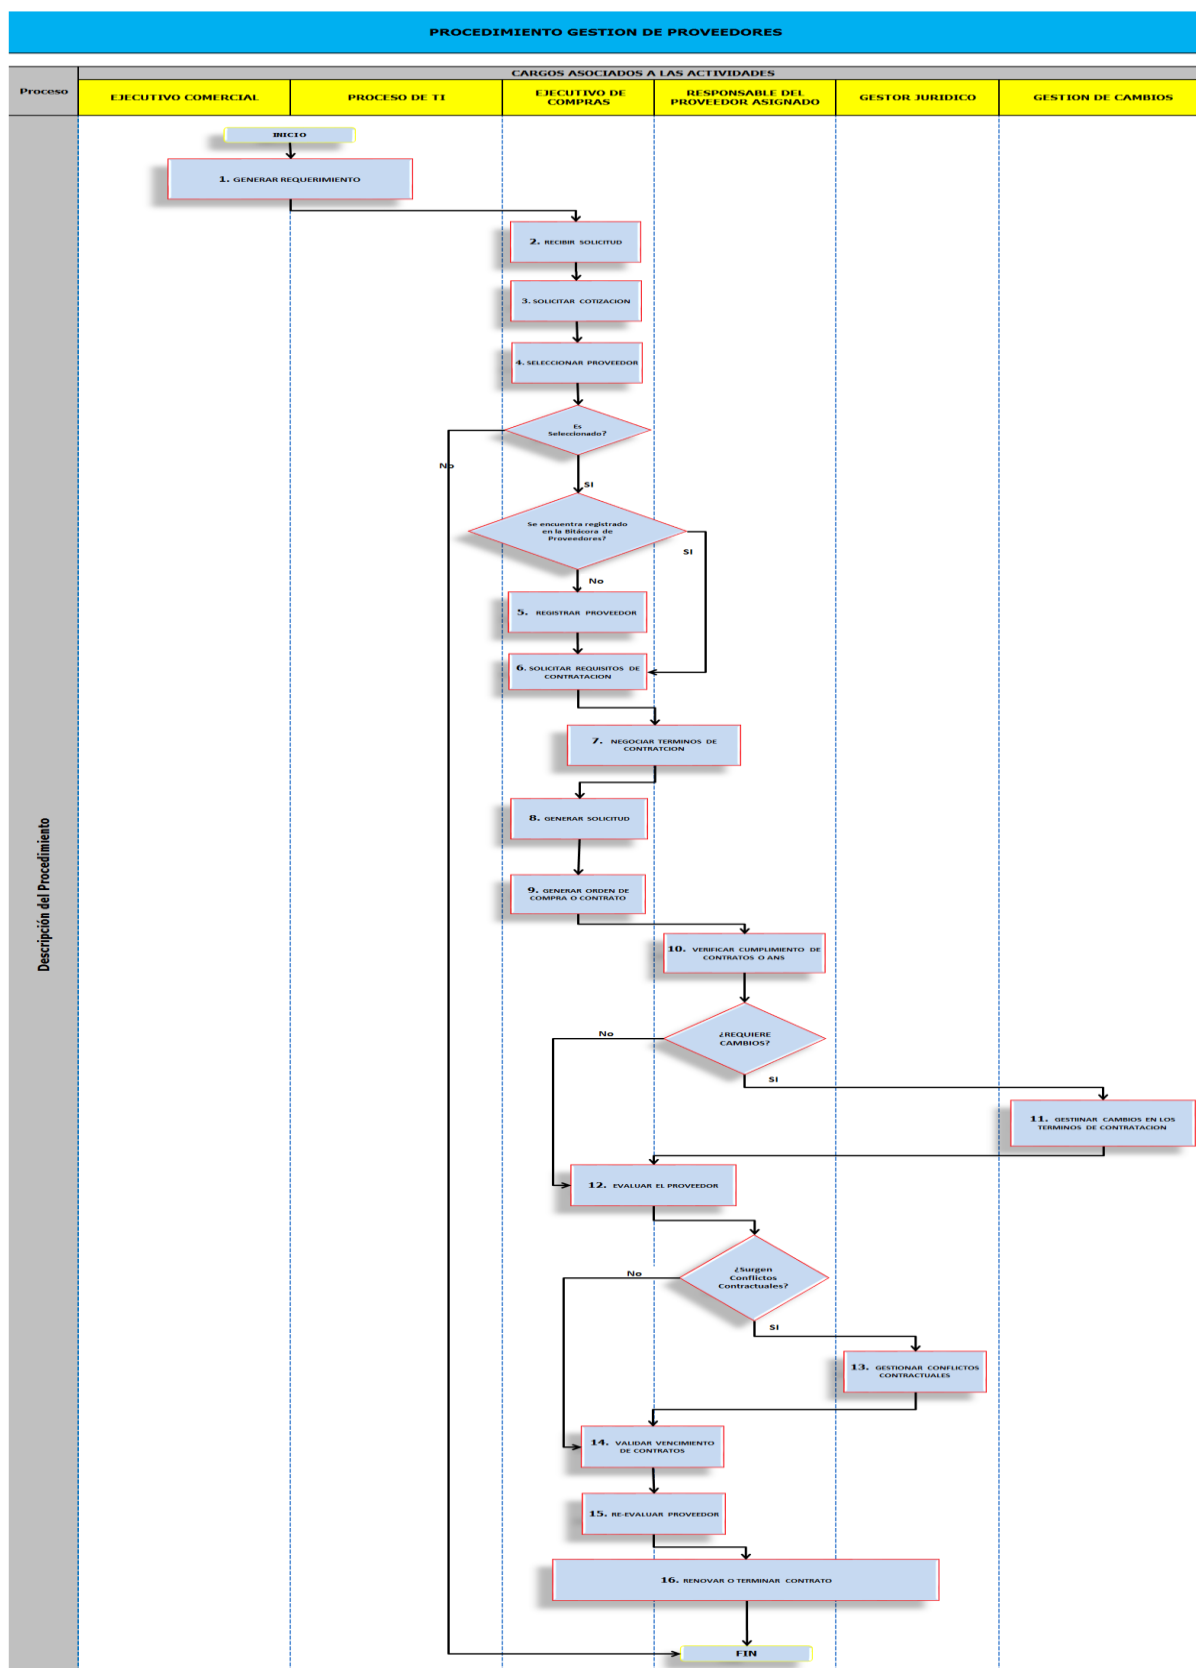 PROCEDIMIENTO GESTION DE PROVEEDORES
Proceso
CARGOS ASOCIADOS A LAS ACTIVIDADES
EJECUTIVO COMERCIAL
PROCESO DE TI
EJECUTIVO DE
COMPRAS
RESPONSABLE DEL
PROVEEDOR ASIGNADO
GESTOR JURIDICO
GESTION DE CAMBIOS
Descripción del Procedimiento
INICIO
1. GENERAR REQUERIMIENTO
2. RECIBIR SOLICITUD
3. SOLICITAR COTIZACION
4. SELECCIONAR PROVEEDOR
Es
Seleccionado?
No
SI
Se encuentra registrado
en la Bitácora de
Proveedores?
SI
No
5. REGISTRAR PROVEEDOR
6. SOLICITAR REQUISITOS DE
CONTRATACION
7. NEGOCIAR TERMINOS DE
CONTRATCION
8. GENERAR SOLICITUD
9. GENERAR ORDEN DE
COMPRA O CONTRATO
10. VERIFICAR CUMPLIMIENTO DE
CONTRATOS O ANS
¿REQUIERE
CAMBIOS?
No
SI
11. GESTIINAR CAMBIOS EN LOS
TERMINOS DE CONTRATACION
12. EVALUAR EL PROVEEDOR
¿Surgen
Conflictos
Contractuales?
No
SI
13. GESTIONAR CONFLICTOS
CONTRACTUALES
14. VALIDAR VENCIMIENTO
DE CONTRATOS
15. RE-EVALUAR PROVEEDOR
16. RENOVAR O TERMINAR CONTRATO
FIN